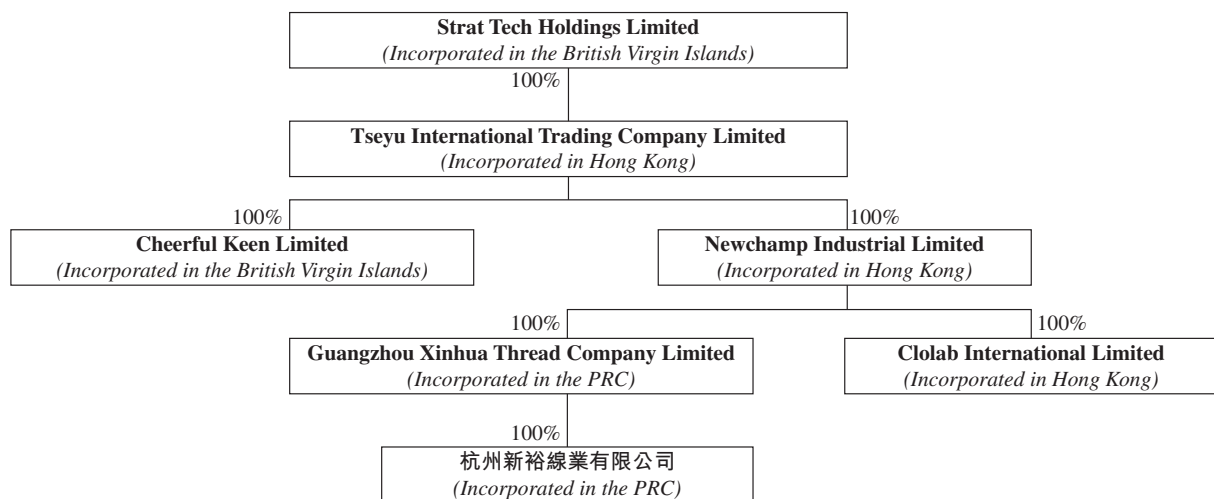 Strat Tech Holdings Limited
(Incorporated in the British Virgin Islands)
100%
Tseyu International Trading Company Limited
(Incorporated in Hong Kong)
100%
100%
Cheerful Keen Limited
(Incorporated in the British Virgin Islands)
Newchamp Industrial Limited
(Incorporated in Hong Kong)
100%
100%
Guangzhou Xinhua Thread Company Limited
(Incorporated in the PRC)
Clolab International Limited
(Incorporated in Hong Kong)
100%
杭州新裕線業有限公司
(Incorporated in the PRC)